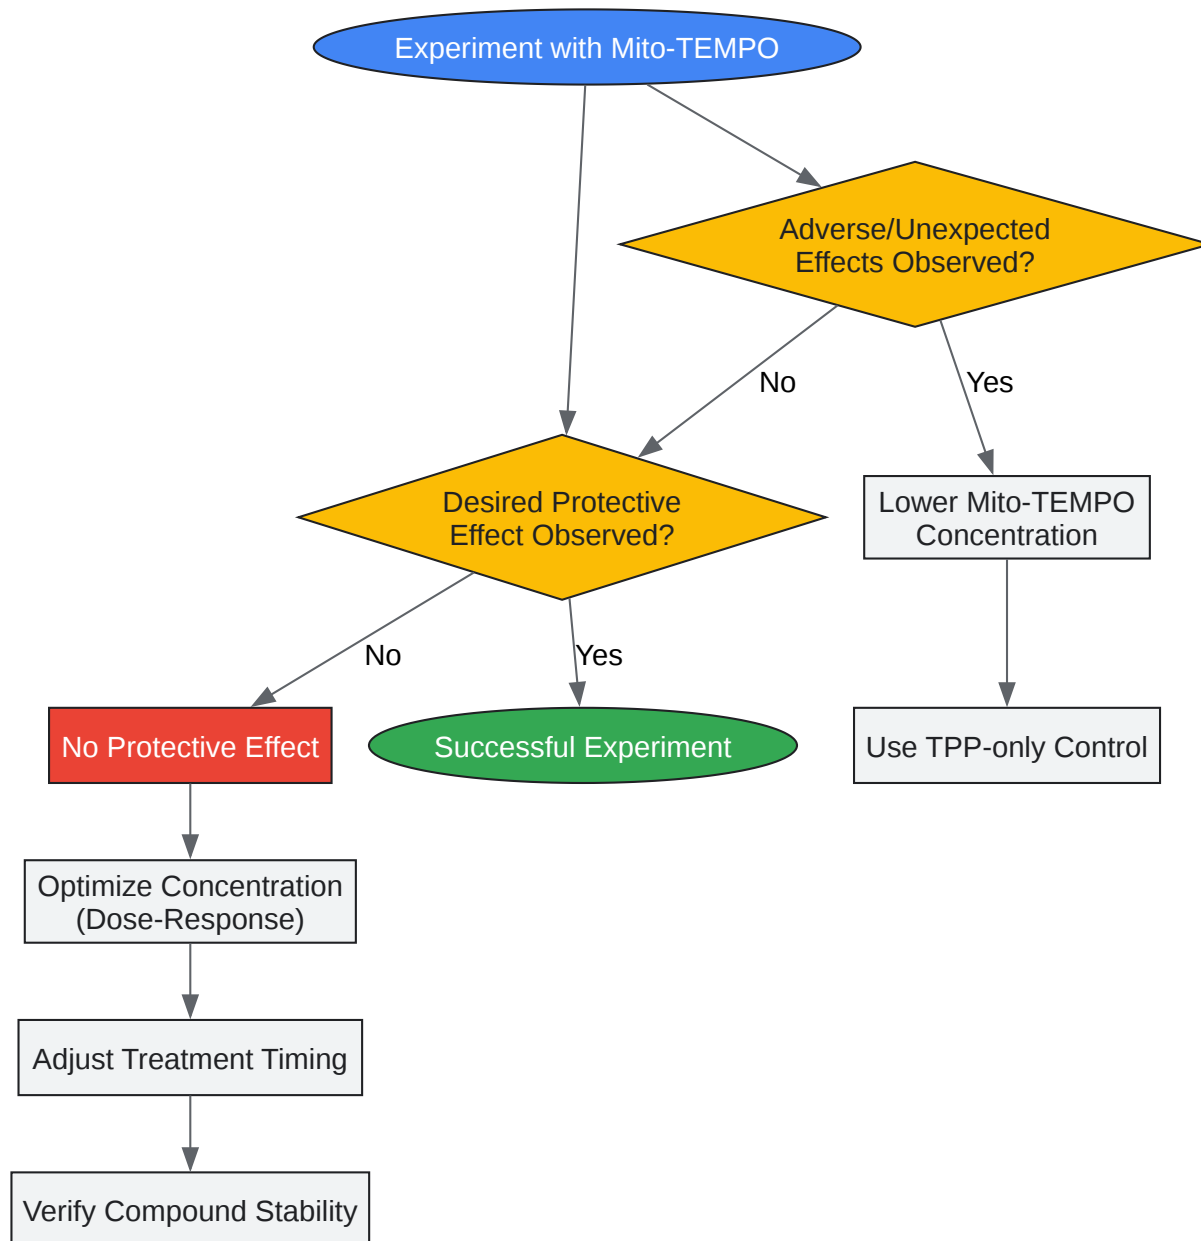 Experiment with Mito-TEMPO
Adverse/Unexpected
Effects Observed?
No
Yes
Desired Protective
Effect Observed?
Lower Mito-TEMPO
Concentration
No
Yes
No Protective Effect
Successful Experiment
Use TPP-only Control
Optimize Concentration
(Dose-Response)
Adjust Treatment Timing
Verify Compound Stability